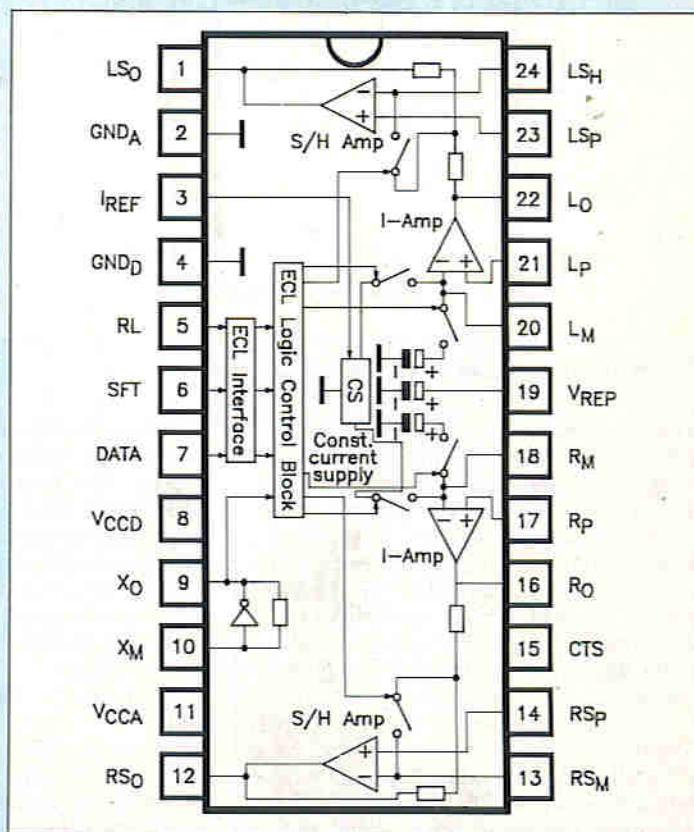 LSO 1
GNDA 2
IREF 3
GNDD 4
RL 5
SFT 6
DATA 7
VCCD 8
XO 9
XM 10
VCCA 11
RSO 12
24 LSH
23 LSP
22 LO
21 LP
20 LM
19 VREP
18 RM
17 RP
16 RO
15 CTS
14 RSP
13 RSM
- +
S/H Amp
I-Amp
- +
ECL Interface
ECL Logic Control Block
CS
- +
- +
- +
Const.
current
supply
- +
I-Amp
S/H Amp
+ -